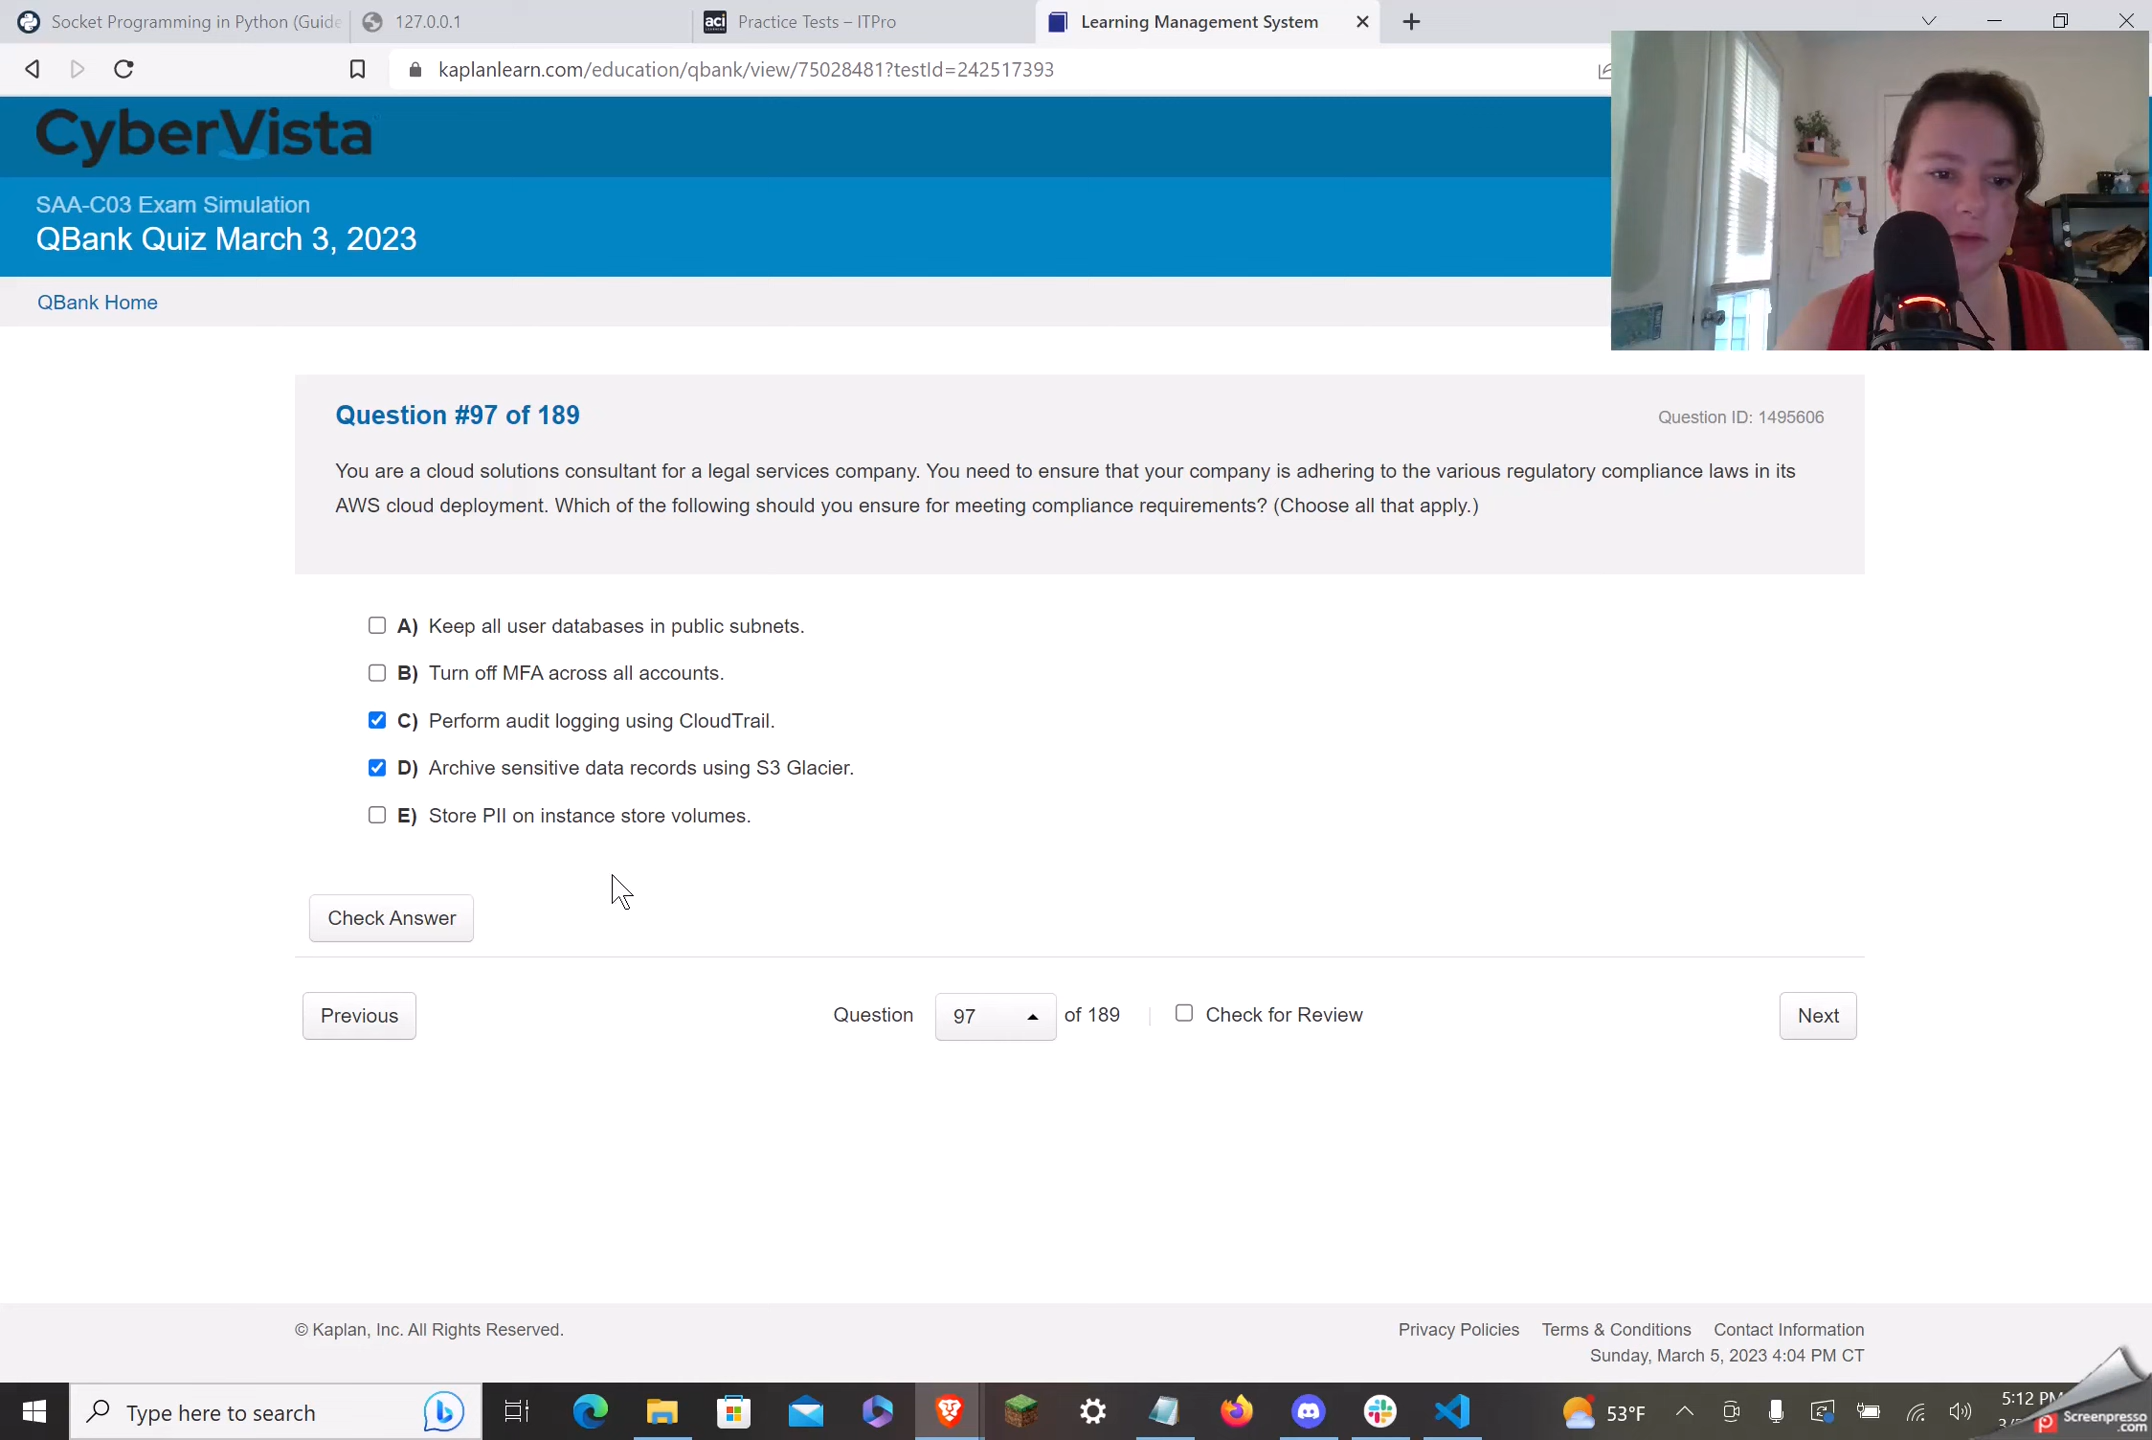 Socket Programming in Python (Guide
127.0.0.1
aci
Practice Tests – ITPro
Learning Management System
kaplanlearn.com/education/qbank/view/75028481?testId=242517393
CyberVista
SAA-C03 Exam Simulation
QBank Quiz March 3, 2023
QBank Home
Question #97 of 189
Question ID: 1495606
You are a cloud solutions consultant for a legal services company. You need to ensure that your company is adhering to the various regulatory compliance laws in its
AWS cloud deployment. Which of the following should you ensure for meeting compliance requirements? (Choose all that apply.)
A) Keep all user databases in public subnets.
B) Turn off MFA across all accounts.
C) Perform audit logging using CloudTrail.
D) Archive sensitive data records using S3 Glacier.
E) Store PII on instance store volumes.
Check Answer
Previous
Question 97 of 189
Check for Review
Next
© Kaplan, Inc. All Rights Reserved.
Privacy Policies Terms & Conditions Contact Information
Sunday, March 5, 2023 4:04 PM CT
Type here to search
53°F
5:12 PM
Screenpresso
.com